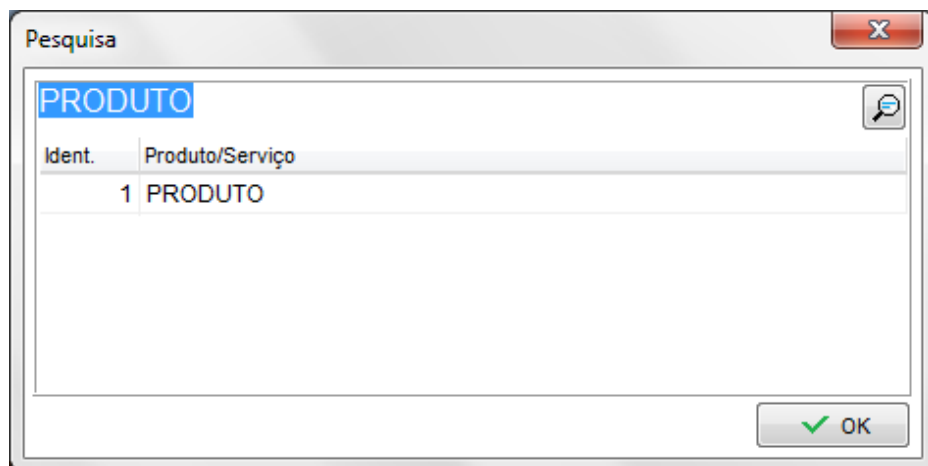 Pesquisa
PRODUTO
Ident. Produto/Serviço
1 PRODUTO
OK